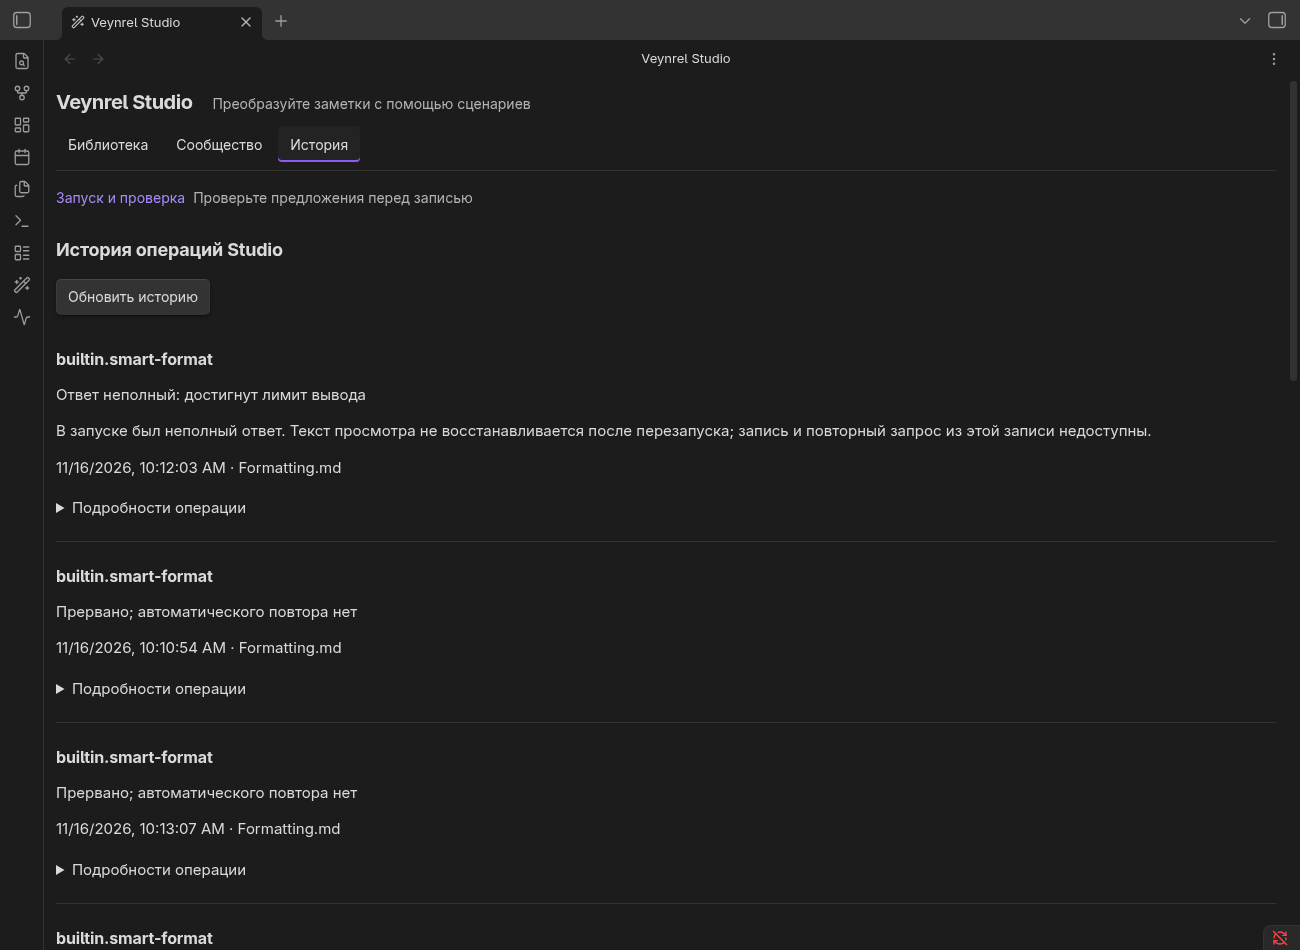 Veynrel Studio
Veynrel Studio
Veynrel Studio Преобразуйте заметки с помощью сценариев
Библиотека Сообщество История
Запуск и проверка Проверьте предложения перед записью
История операций Studio
Обновить историю
builtin.smart-format
Ответ неполный: достигнут лимит вывода
В запуске был неполный ответ. Текст просмотра не восстанавливается после перезапуска; запись и повторный запрос из этой записи недоступны.
11/16/2026, 10:12:03 AM · Formatting.md
Подробности операции
builtin.smart-format
Прервано; автоматического повтора нет
11/16/2026, 10:10:54 AM · Formatting.md
Подробности операции
builtin.smart-format
Прервано; автоматического повтора нет
11/16/2026, 10:13:07 AM · Formatting.md
Подробности операции
builtin.smart-format